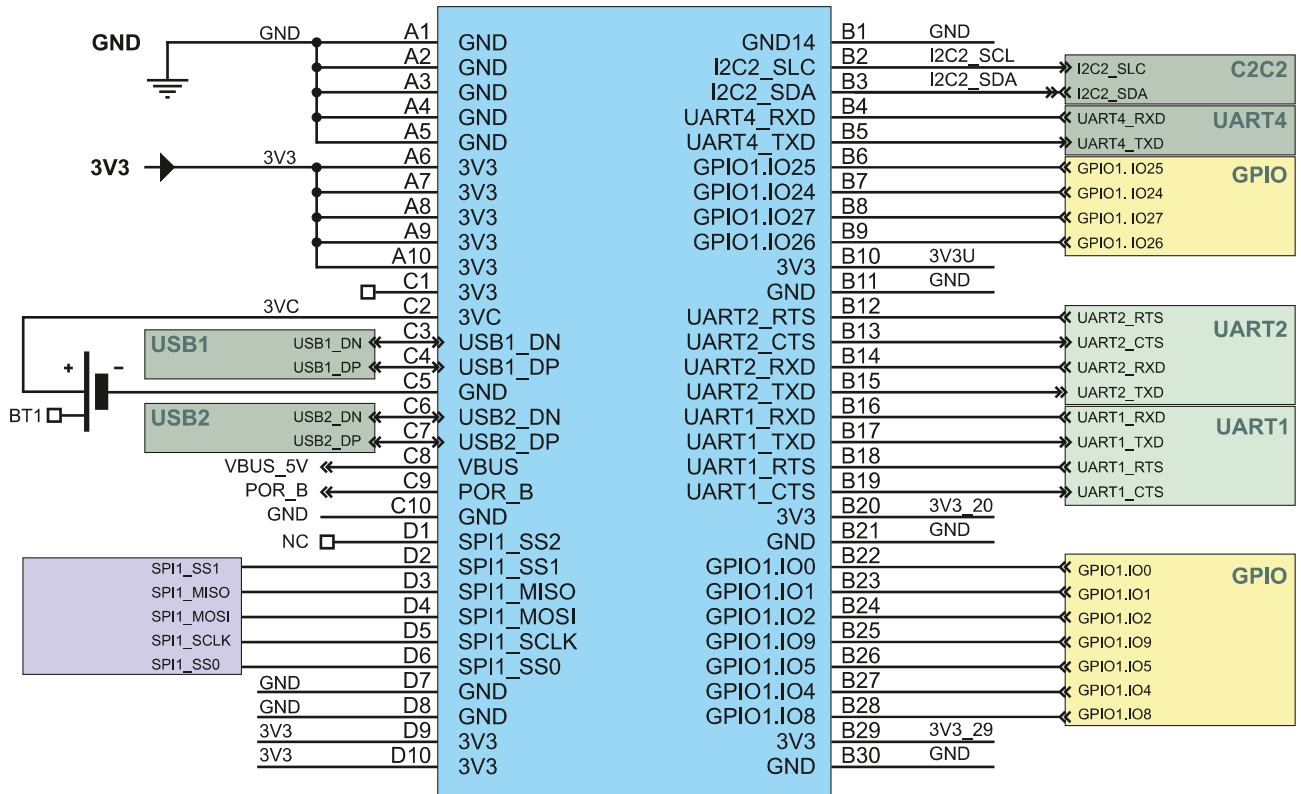 GND GND A1 GND GND14 B1 GND
A2 GND I2C2_SLC B2 I2C2_SCL I2C2_SLC C2C2
A3 GND I2C2_SDA B3 I2C2_SDA I2C2_SDA
A4 GND UART4_RXD B4 UART4_RXD UART4
A5 GND UART4_TXD B5 UART4_TXD
3V3 3V3 A6 3V3 GPIO1.IO25 B6 GPIO1. IO25 GPIO
A7 3V3 GPIO1.IO24 B7 GPIO1. IO24
A8 3V3 GPIO1.IO27 B8 GPIO1. IO27
A9 3V3 GPIO1.IO26 B9 GPIO1. IO26
A10 3V3 3V3 B10 3V3U
C1 3V3 GND B11 GND
3VC C2 3VC UART2_RTS B12 UART2_RTS UART2
USB1 USB1_DN C3 USB1_DN UART2_CTS B13 UART2_CTS
+ - USB1_DP C4 USB1_DP UART2_RXD B14 UART2_RXD
C5 GND UART2_TXD B15 UART2_TXD
BT1 USB2 USB2_DN C6 USB2_DN UART1_RXD B16 UART1_RXD UART1
USB2_DP C7 USB2_DP UART1_TXD B17 UART1_TXD
VBUS_5V C8 VBUS UART1_RTS B18 UART1_RTS
POR_B C9 POR_B UART1_CTS B19 UART1_CTS
GND C10 GND 3V3 B20 3V3_20
NC D1 SPI1_SS2 GND B21 GND
SPI1_SS1 D2 SPI1_SS1 GPIO1.IO0 B22 GPIO1.IO0 GPIO
SPI1_MISO D3 SPI1_MISO GPIO1.IO1 B23 GPIO1.IO1
SPI1_MOSI D4 SPI1_MOSI GPIO1.IO2 B24 GPIO1.IO2
SPI1_SCLK D5 SPI1_SCLK GPIO1.IO9 B25 GPIO1.IO9
SPI1_SS0 D6 SPI1_SS0 GPIO1.IO5 B26 GPIO1.IO5
GND D7 GND GPIO1.IO4 B27 GPIO1.IO4
GND D8 GND GPIO1.IO8 B28 GPIO1.IO8
3V3 D9 3V3 3V3 B29 3V3_29
3V3 D10 3V3 GND B30 GND